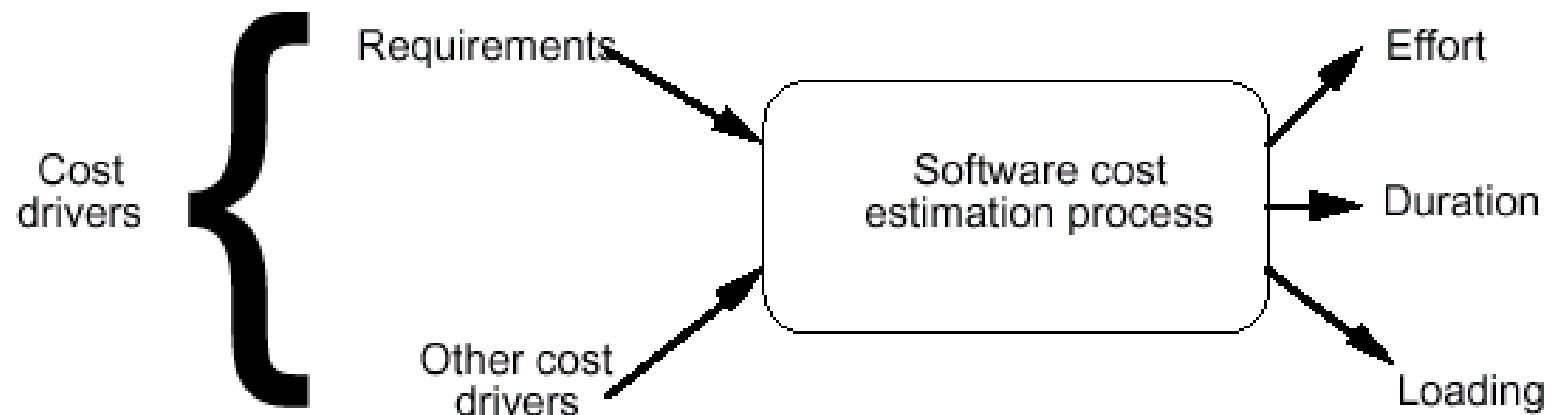 Requirements
Effort
Cost
drivers
Software cost
estimation process
Duration
Other cost
drivers
Loading